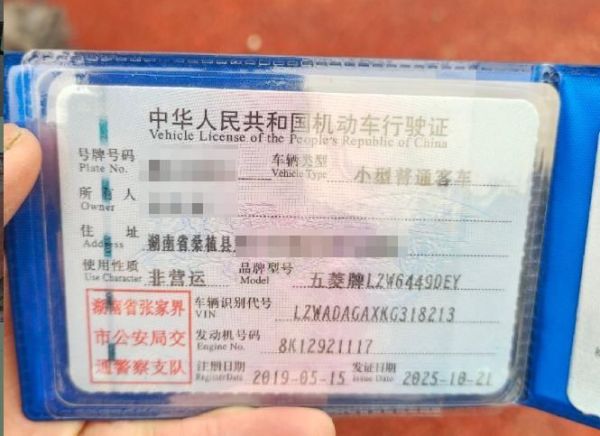 中华人民共和国机动车行驶证
Vehicle License of the People's Republic of China
号牌号码
Plate No.
车辆类型 小型普通客车
Vehicle Type
所有人
Owner
住址 湖南省桑植县
Address
使用性质 非营运
Use Character
品牌型号 五菱牌LZW6449DEY
Model
湖南省张家界
市公安局交
通警察支队
车辆识别代号 LZWADAGAXKG318213
VIN
发动机号码 8K12921117
Engine No.
注册日期 2019-05-15
Register Date
发证日期 2025-10-21
Issue Date